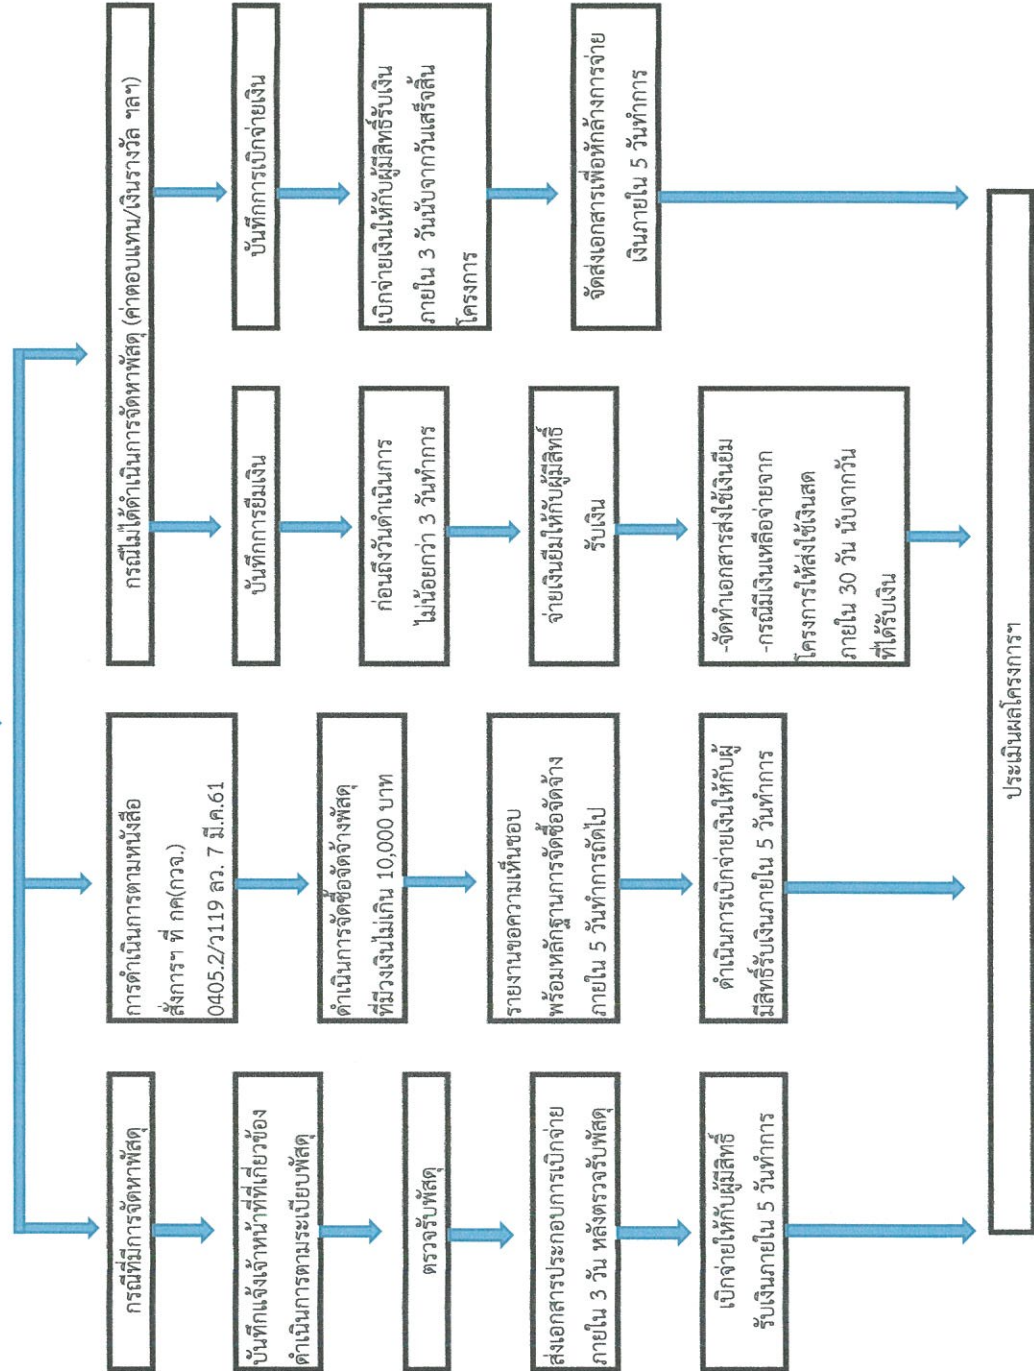 กรณีที่มีการจัดหาพัสดุ
บันทึกแจ้งเจ้าหน้าที่ที่เกี่ยวข้อง
ดำเนินการตามระเบียบพัสดุ
ตรวจรับพัสดุ
ส่งเอกสารประกอบการเบิกจ่าย
ภายใน 3 วัน หลังตรวจรับพัสดุ
เบิกจ่ายให้กับผู้มีสิทธิ์
รับเงินภายใน 5 วันทำการ
การดำเนินการตามหนังสือ
สั่งการฯ ที่ กค(กวจ.)
0405.2/ว119 ลว. 7 มี.ค.61
ดำเนินการจัดซื้อจัดจ้างพัสดุ
ที่มีวงเงินไม่เกิน 10,000 บาท
รายงานขอความเห็นชอบ
พร้อมหลักฐานการจัดซื้อจัดจ้าง
ภายใน 5 วันทำการถัดไป
ดำเนินการเบิกจ่ายเงินให้กับผู้
มีสิทธิ์รับเงินภายใน 5 วันทำการ
กรณีไม่ได้ดำเนินการจัดหาพัสดุ (ค่าตอบแทน/เงินรางวัล ฯลฯ)
บันทึกการยืมเงิน
ก่อนถึงวันดำเนินการ
ไม่น้อยกว่า 3 วันทำการ
จ่ายเงินยืมให้กับผู้มีสิทธิ์
รับเงิน
-จัดทำเอกสารส่งใช้เงินยืม
-กรณีมีเงินเหลือจ่ายจาก
โครงการให้ส่งใช้เงินสด
ภายใน 30 วัน นับจากวัน
ที่ได้รับเงิน
บันทึกการเบิกจ่ายเงิน
เบิกจ่ายเงินให้กับผู้มีสิทธิ์รับเงิน
ภายใน 3 วันนับจากวันเสร็จสิ้น
โครงการ
จัดส่งเอกสารเพื่อหักล้างการจ่าย
เงินภายใน 5 วันทำการ
ประเมินผลโครงการฯ